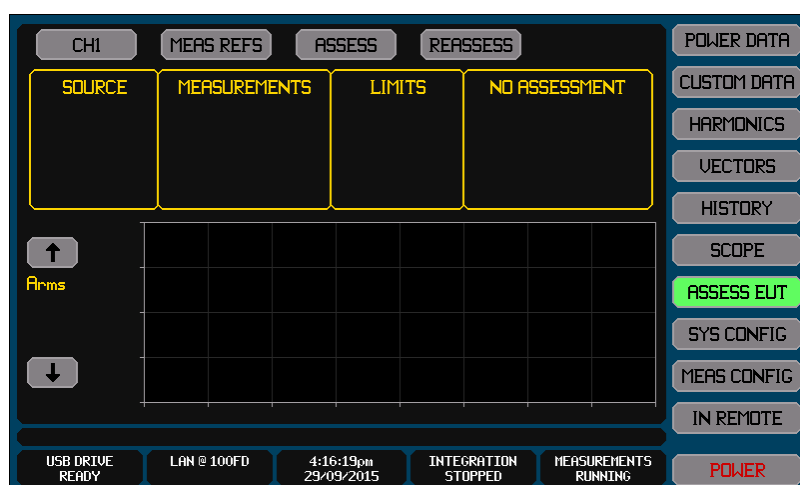 CH1 MEAS REFS ASSESS REASSESS
SOURCE MEASUREMENTS LIMITS NO ASSESSMENT
Arms
POWER DATA
CUSTOM DATA
HARMONICS
VECTORS
HISTORY
SCOPE
ASSESS EUT
SYS CONFIG
MEAS CONFIG
IN REMOTE
POWER
USB DRIVE
READY
LAN @ 100FD
4:16:19pm
29/09/2015
INTEGRATION
STOPPED
MEASUREMENTS
RUNNING